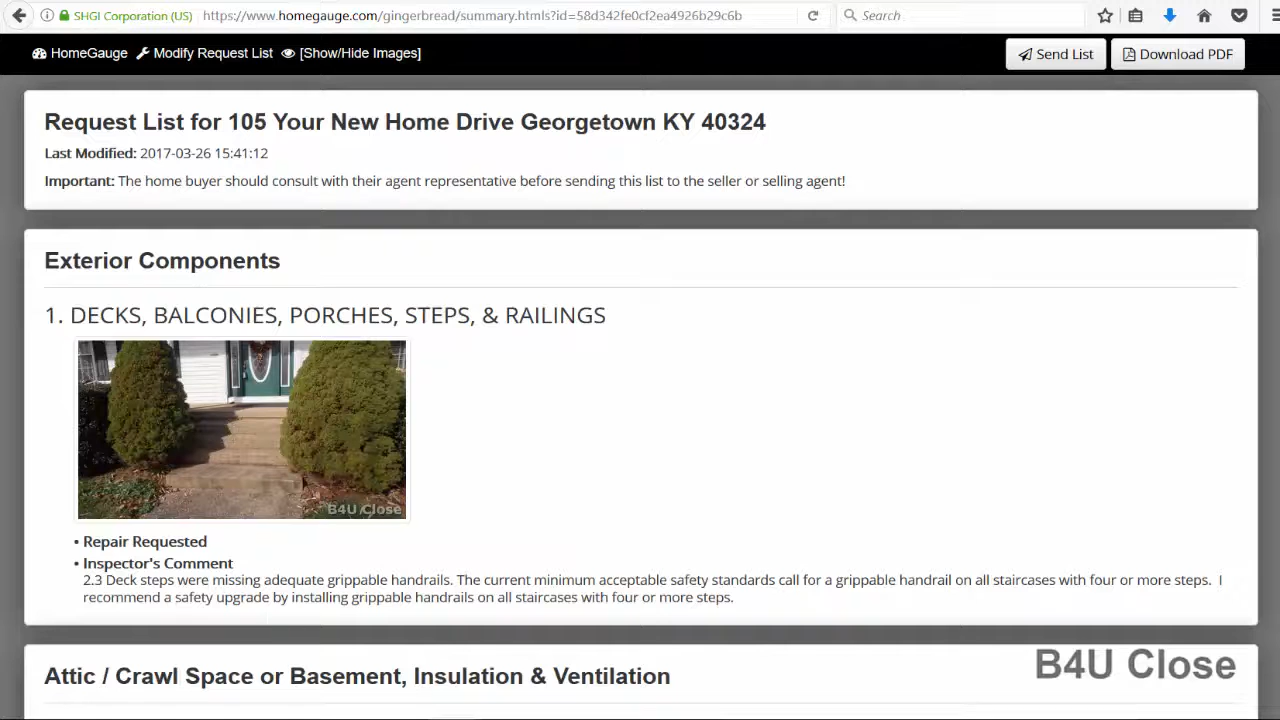 SHGI Corporation (US)
https://www.homegauge.com/gingerbread/summary.htmls?id=58d342fe0cf2ea4926b29c6b
Search
HomeGauge
Modify Request List
[Show/Hide Images]
Send List
Download PDF
Request List for 105 Your New Home Drive Georgetown KY 40324
Last Modified: 2017-03-26 15:41:12
Important: The home buyer should consult with their agent representative before sending this list to the seller or selling agent!
Exterior Components
1. DECKS, BALCONIES, PORCHES, STEPS, & RAILINGS
B4U Close
• Repair Requested
• Inspector's Comment
2.3 Deck steps were missing adequate grippable handrails. The current minimum acceptable safety standards call for a grippable handrail on all staircases with four or more steps. I
recommend a safety upgrade by installing grippable handrails on all staircases with four or more steps.
Attic / Crawl Space or Basement, Insulation & Ventilation
B4U Close